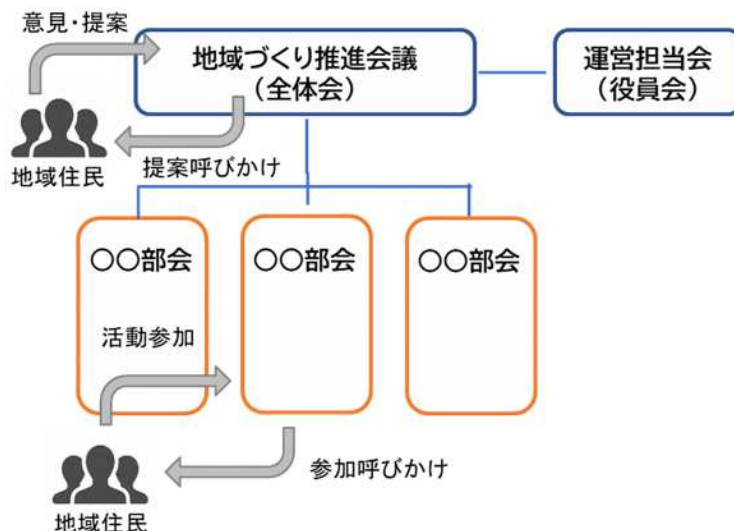 意見・提案
地域づくり推進会議
（全体会）
運営担当会
（役員会）
地域住民
提案呼びかけ
〇〇部会
〇〇部会
〇〇部会
活動参加
参加呼びかけ
地域住民